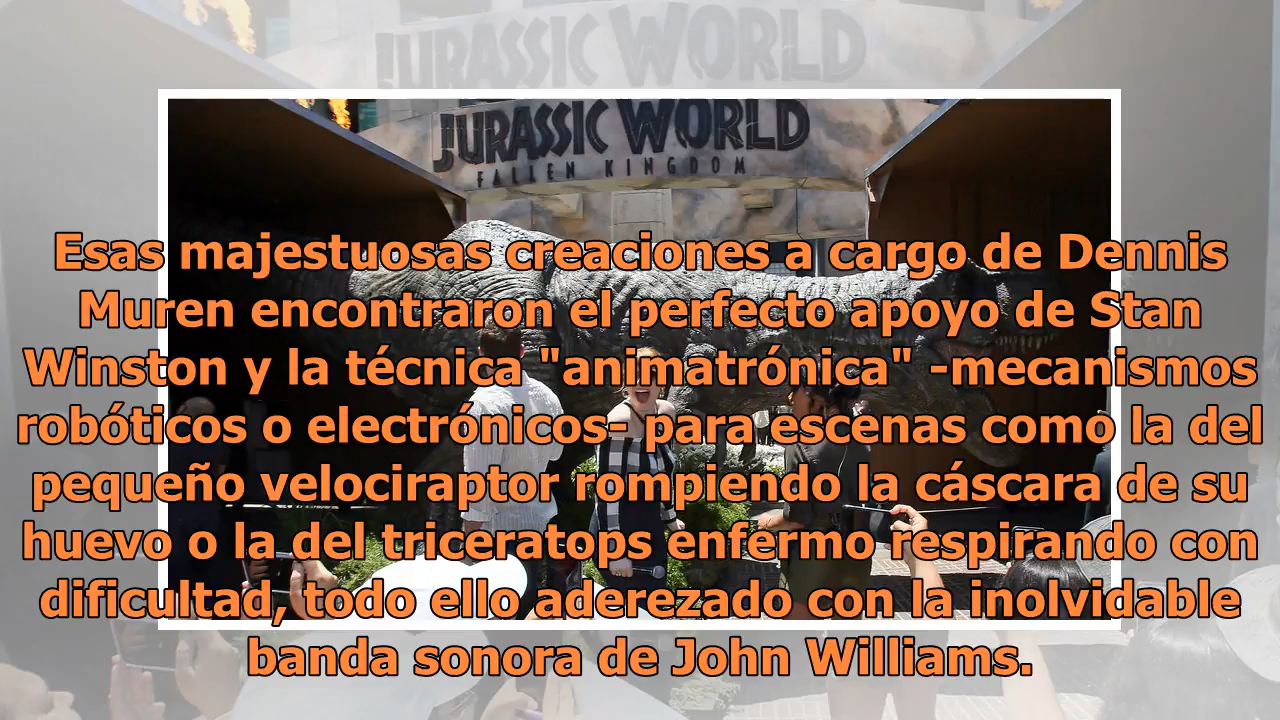 JURASSIC WORLD
JURASSIC WORLD
FALLEN KINGDOM
Esas majestuosas creaciones a cargo de Dennis
Muren encontraron el perfecto apoyo de Stan
Winston y la técnica "animatrónica" -mecanismos
robóticos o electrónicos- para escenas como la del
pequeño velociraptor rompiendo la cáscara de su
huevo o la del triceratops enfermo respirando con
dificultad, todo ello aderezado con la inolvidable
banda sonora de John Williams.